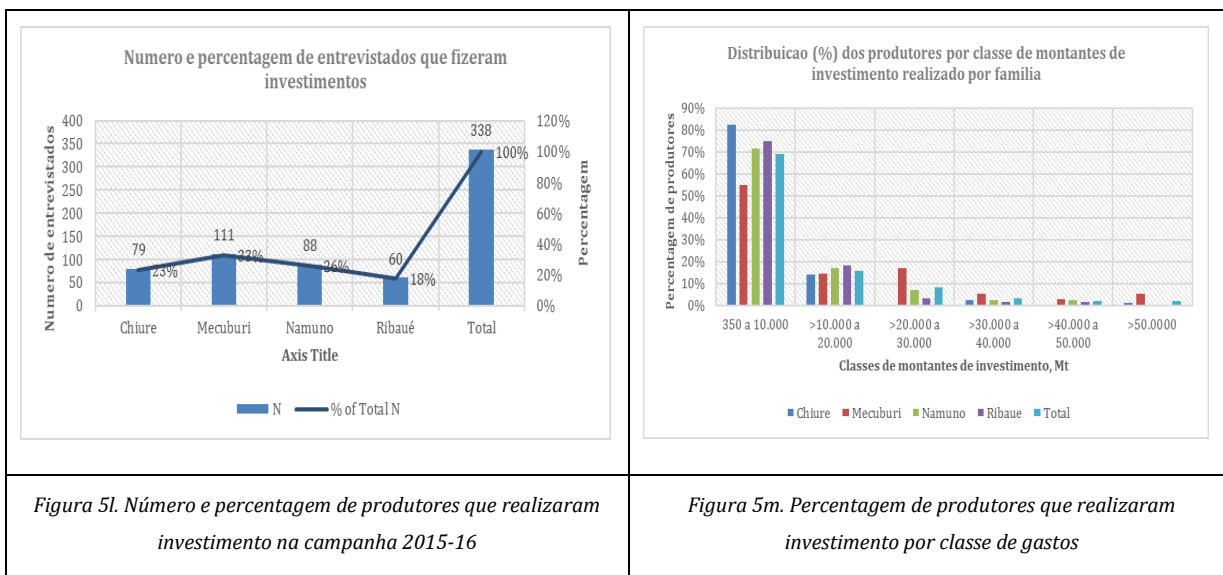 Numero e percentagem de entrevistados que fizeram
investimentos
Numero de entrevistados
400
350
300
250
200
150
100
50
0
120%
100%
80%
60%
40%
20%
0%
Percentagem
79
111
88
60
338
23%
33%
26%
18%
100%
Chiure
Mecuburi
Namuno
Ribaué
Total
Axis Title
N
% of Total N
Distribuicao (%) dos produtores por classe de montantes de
investimento realizado por familia
Percentagem de produtores
90%
80%
70%
60%
50%
40%
30%
20%
10%
0%
350 a 10.000
>10.000 a
20.000
>20.000 a
30.000
>30.000 a
40.000
>40.000 a
50.000
>50.0000
Classes de montantes de investimento, Mt
Chiure
Mecuburi
Namuno
Ribaue
Total
Figura 5l. Número e percentagem de produtores que realizaram
investimento na campanha 2015-16
Figura 5m. Percentagem de produtores que realizaram
investimento por classe de gastos